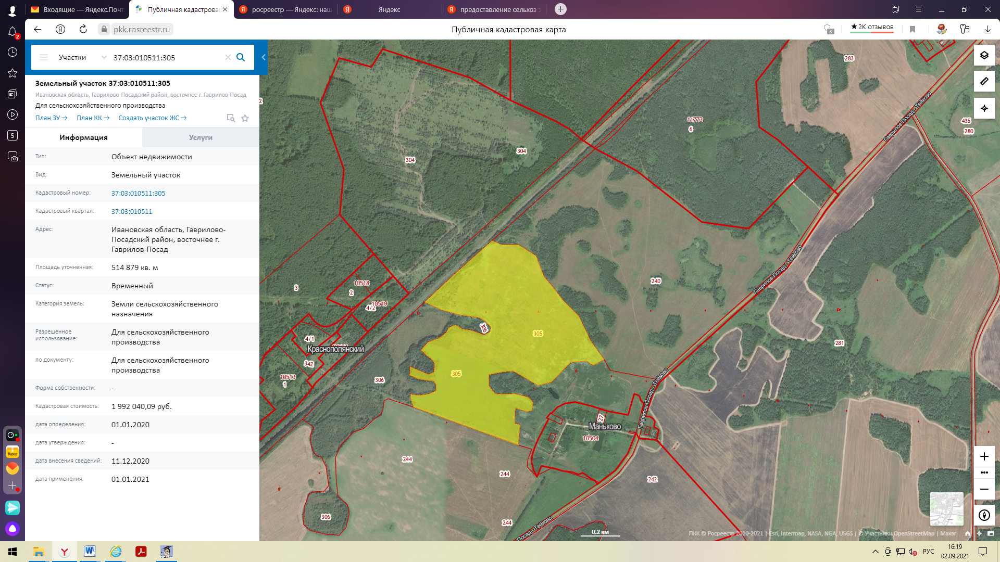 Входящие — Яндекс.Почт
Публичная кадастрова
росреестр — Яндекс: наш
Яндекс
предоставление сельхоз з
pkk.rosreestr.ru
Публичная кадастровая карта
3
★2K отзывов
2
5
Маркет
Участки
37:03:010511:305
Земельный участок 37:03:010511:305
Ивановская область, Гаврилово-Посадский район, восточнее г. Гаврилов-Посад
Для сельскохозяйственного производства
План ЗУ →
План КК →
Создать участок ЖС →
Информация
Услуги
Тип:
Объект недвижимости
Вид:
Земельный участок
Кадастровый номер:
37:03:010511:305
Кадастровый квартал:
37:03:010511
Адрес:
Ивановская область, Гаврилово-
Посадский район, восточнее г.
Гаврилов-Посад
Площадь уточненная:
514 879 кв. м
Статус:
Временный
Категория земель:
Земли сельскохозяйственного
назначения
Разрешенное
использование:
Для сельскохозяйственного
производства
по документу:
Для сельскохозяйственного
производства
Форма собственности:
-
Кадастровая стоимость:
1 992 040,09 руб.
дата определения:
01.01.2020
дата утверждения:
-
дата внесения сведений:
11.12.2020
дата применения:
01.01.2021
2
283
11773
6
435
280
304
304
Гаврилов Посад - Тейково
Гаврилов Посад - Тейково
240
3
10518
2
10519
4/2
306
305
4/1
Краснополянский
342
281
305
10513
1
306
Гаврилов Посад - Тейково
27
Маньково
10504
244
244
242
306
244
Посад - Тейково
0.2 км
ПКК © Росреестр 2010-2021 | Esri, Intermap, NASA, NGA, USGS | © Участники OpenStreetMap | Maxar
РУС
16:19
02.09.2021